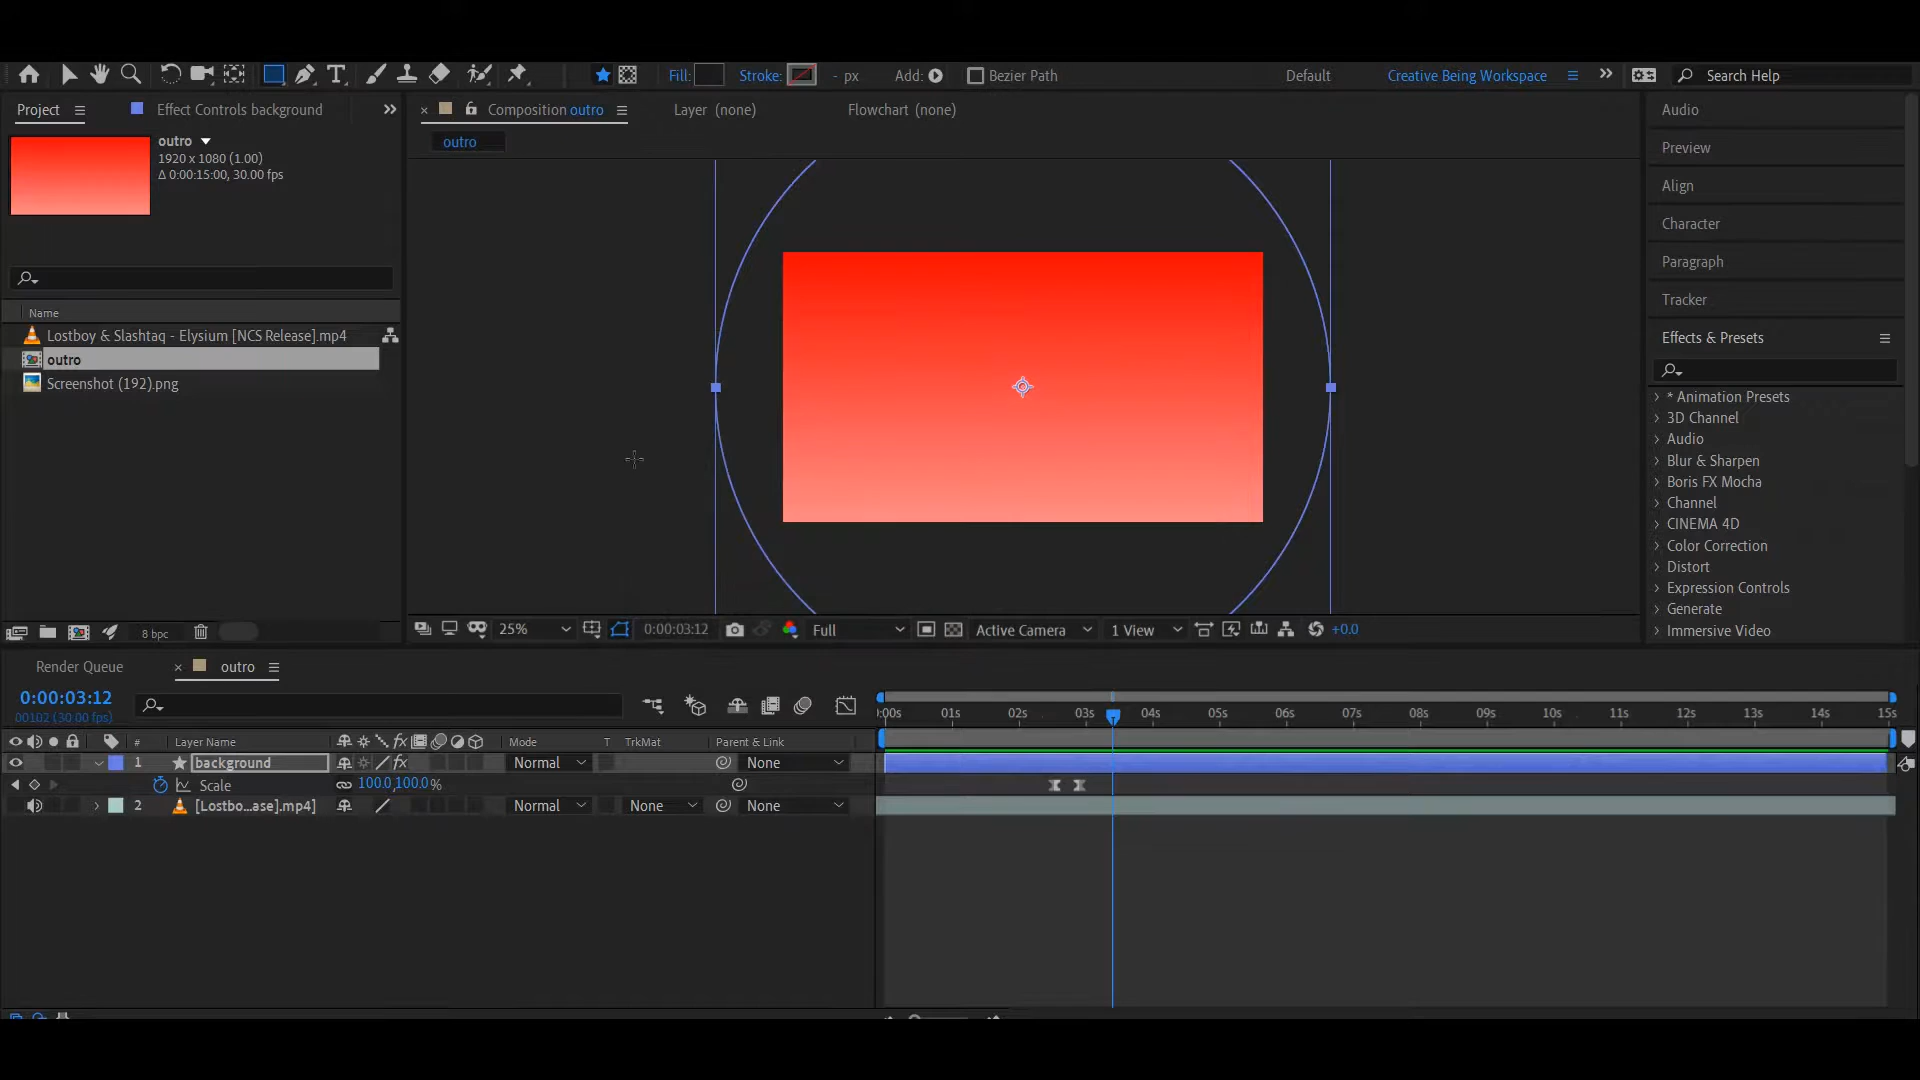 Fill: Stroke: - px Add: Bezier Path Default Creative Being Workspace Search Help
Project Effect Controls background
Composition outro Layer (none) Flowchart (none)
outro
1920 x 1080 (1.00)
Δ 0:00:15:00, 30.00 fps
outro
Name
Lostboy & Slashtaq - Elysium [NCS Release].mp4
outro
Screenshot (192).png
8 bpc
25% 0:00:03:12 Full Active Camera 1 View +0.0
Audio
Preview
Align
Character
Paragraph
Tracker
Effects & Presets
* Animation Presets
3D Channel
Audio
Blur & Sharpen
Boris FX Mocha
Channel
CINEMA 4D
Color Correction
Distort
Expression Controls
Generate
Immersive Video
Render Queue outro
0:00:03:12
00102 (30.00 fps)
:00s 01s 02s 03s 04s 05s 06s 07s 08s 09s 10s 11s 12s 13s 14s 15s
# Layer Name fx Mode T TrkMat Parent & Link
1 background fx Normal None
Scale 100.0,100.0%
2 [Lostbo...ase].mp4] Normal None None